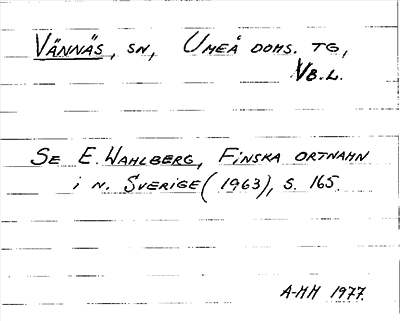 VÄNNÄS, SN, UMEÅ DOMS. TG,
VB.L.
SE E. WAHLBERG, FINSKA ORTNAMN
i N. SVERIGE (1963), S. 165.
A-MH 1977.